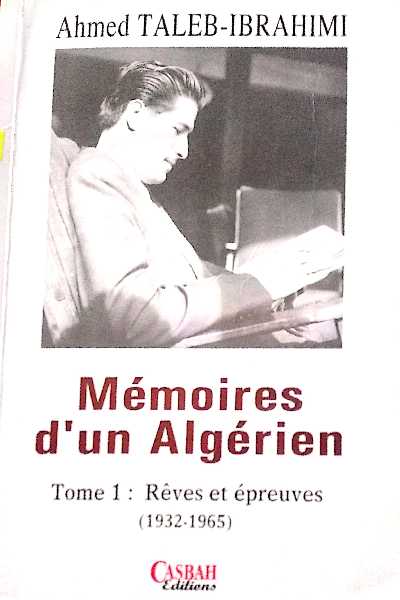 Ahmed TALEB-IBRAHIMI
Mémoires
d'un Algérien
Tome 1 : Rêves et épreuves
(1932-1965)
CASBAH
Editions